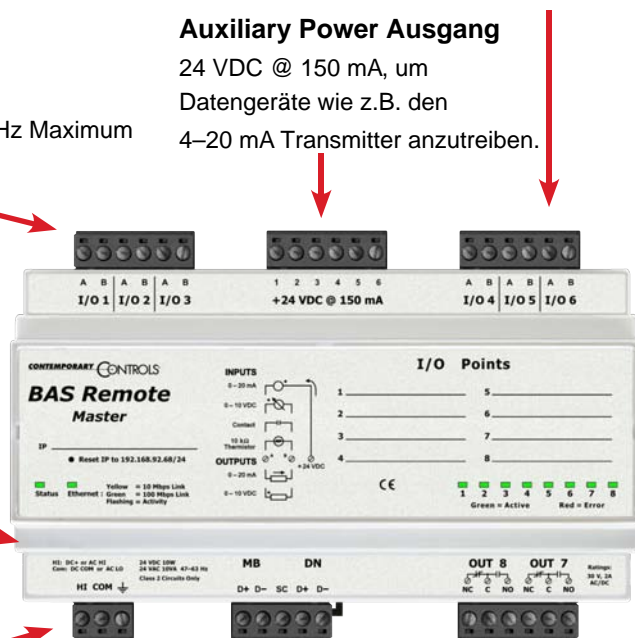 Auxiliary Power Ausgang
24 VDC @ 150 mA, um
Datengeräte wie z.B. den
4–20 mA Transmitter anzutreiben.
Hz Maximum
A B A B A B
I/O 1 I/O 2 I/O 3
1 2 3 4 5 6
+24 VDC @ 150 mA
A B A B A B
I/O 4 I/O 5 I/O 6
CONTEMPORARY CONTROLS
BAS Remote
Master
IP
Reset IP to 192.168.92.68/24
Status Ethernet: Yellow = 10 Mbps Link
Green = 100 Mbps Link
Flashing = Activity
INPUTS
0–20 mA
0–10 VDC
Contact
10 kΩ
Thermistor
+24 VDC
OUTPUTS
0–20 mA
0–10 VDC
I/O Points
1 5
2 6
3 7
4 8
CE
1 2 3 4 5 6 7 8
Green = Active Red = Error
HI: DC+ or AC HI
Com: DC COM or AC LO
24 VDC 10W
24 VAC 10VA 47–63 Hz
Class 2 Circuits Only
HI COM
MB DN
D+ D– SC D+ D–
OUT 8 OUT 7
NC C NO NC C NO
Ratings:
30 V, 2A
AC/DC